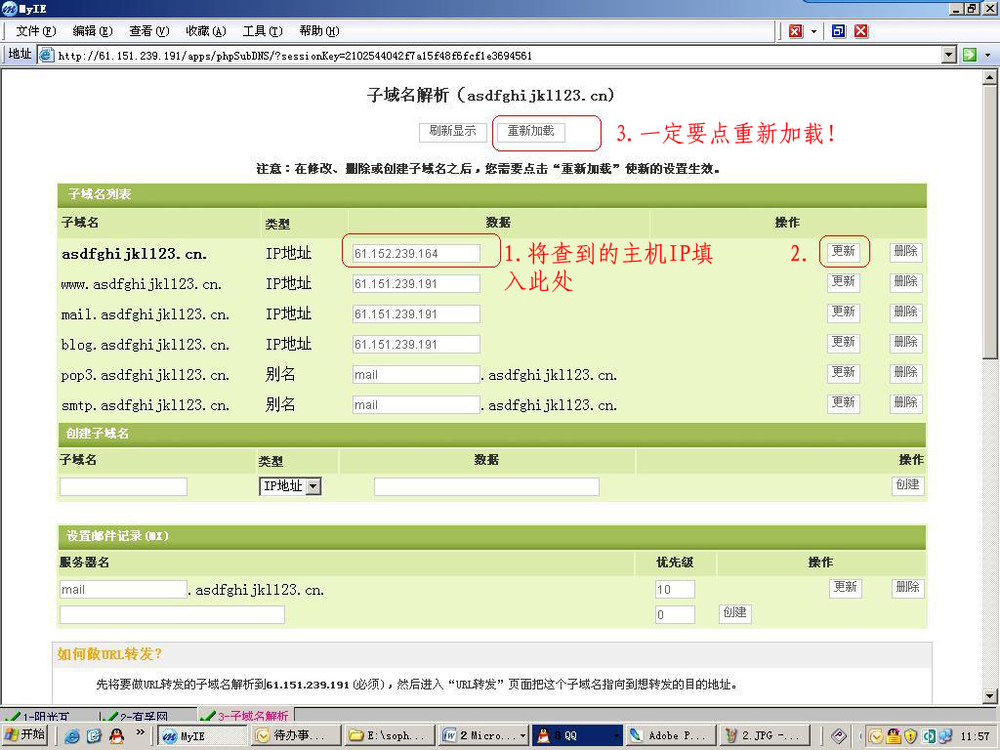 MyIE
文件(F) 编辑(E) 查看(V) 收藏(A) 工具(T) 帮助(H)
地址 http://61.151.239.191/apps/phpSubDNS/?sessionKey=2102544042f7a15f48f6fcf1e3694561
子域名解析（asdfghijkl123.cn）
刷新显示 重新加载 3.一定要点重新加载！
注意：在修改、删除或创建子域名之后，您需要点击“重新加载”使新的设置生效。
子域名列表
子域名 类型 数据 操作
asdfghijkl123.cn. IP地址 61.152.239.164 1.将查到的主机IP填 2. 更新 删除
入此处
www.asdfghijkl123.cn. IP地址 61.151.239.191 更新 删除
mail.asdfghijkl123.cn. IP地址 61.151.239.191 更新 删除
blog.asdfghijkl123.cn. IP地址 61.151.239.191 更新 删除
pop3.asdfghijkl123.cn. 别名 mail .asdfghijkl123.cn. 更新 删除
smtp.asdfghijkl123.cn. 别名 mail .asdfghijkl123.cn. 更新 删除
创建子域名
子域名 类型 数据 操作
IP地址 创建
设置邮件记录(MX)
服务器名 优先级 操作
mail .asdfghijkl123.cn. 10 更新 删除
0 创建
如何做URL转发？
先将要做URL转发的子域名解析到61.151.239.191(必须)，然后进入“URL转发”页面把这个子域名指向到想转发的目的地址。
1-阳光互 2-有孚网 3-子域名解析
开始 MyIE 待办事... E:\soph... 2 Micro... 8 QQ Adobe P... 2.JPG -... 11:57